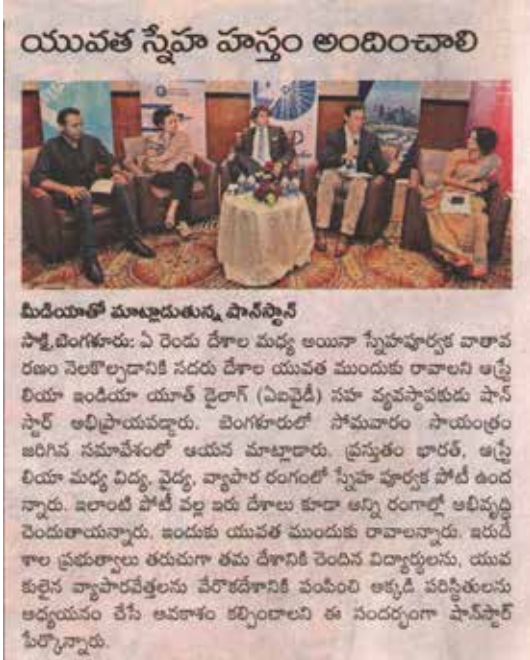 యువత స్నేహ హస్తం అందించాలి
మీడియాతో మాట్లాడుతున్న షాన్‌స్టాన్
సాక్షి,బెంగళూరు: ఏ రెండు దేశాల మధ్య అయినా స్నేహపూర్వక వాతావ
రణం నెలకొల్పడానికి సదరు దేశాల యువత ముందుకు రావాలని ఆస్ట్రే
లియా ఇండియా యూత్ డైలాగ్ (ఏఐవైడీ) సహ వ్యవస్థాపకుడు షాన్
స్టార్ అభిప్రాయపడ్డారు. బెంగళూరులో సోమవారం సాయంత్రం
జరిగిన సమావేశంలో ఆయన మాట్లాడారు. ప్రస్తుతం భారత్, ఆస్ట్రే
లియా మధ్య విద్య, వైద్య, వ్యాపార రంగంలో స్నేహ పూర్వక పోటీ ఉంద
న్నారు. ఇలాంటి పోటీ వల్ల ఇరు దేశాలు కూడా అన్ని రంగాల్లో అభివృద్ధి
చెందుతాయన్నారు. ఇందుకు యువత ముందుకు రావాలన్నారు. ఇరుదే
శాల ప్రభుత్వాలు తరుచుగా తమ దేశానికి చెందిన విద్యార్థులను, యువ
కులైన వ్యాపారవేత్తలను వేరొకదేశానికి పంపించి అక్కడి పరిస్థితులను
అధ్యయనం చేసే అవకాశం కల్పించాలని ఈ సందర్భంగా షాన్‌స్టార్
పేర్కొన్నారు.